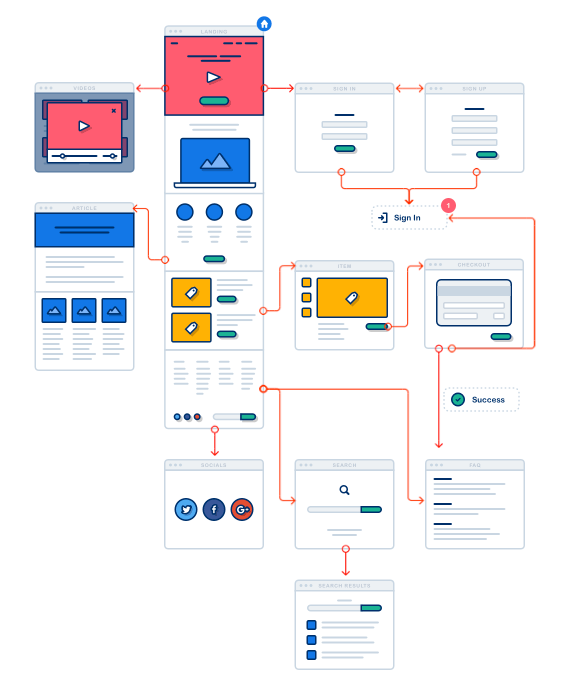 LANDING
VIDEOS
SIGN IN
SIGN UP
ARTICLE
1
Sign In
ITEM
CHECKOUT
Success
SOCIALS
f
G+
SEARCH
FAQ
SEARCH RESULTS